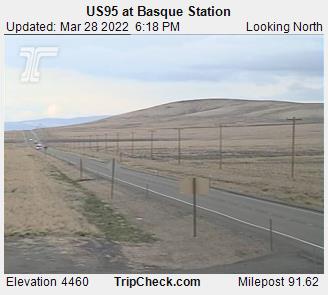 US95 at Basque Station
Updated: Mar 28 2022 6:18 PM Looking North
Elevation 4460 TripCheck.com Milepost 91.62